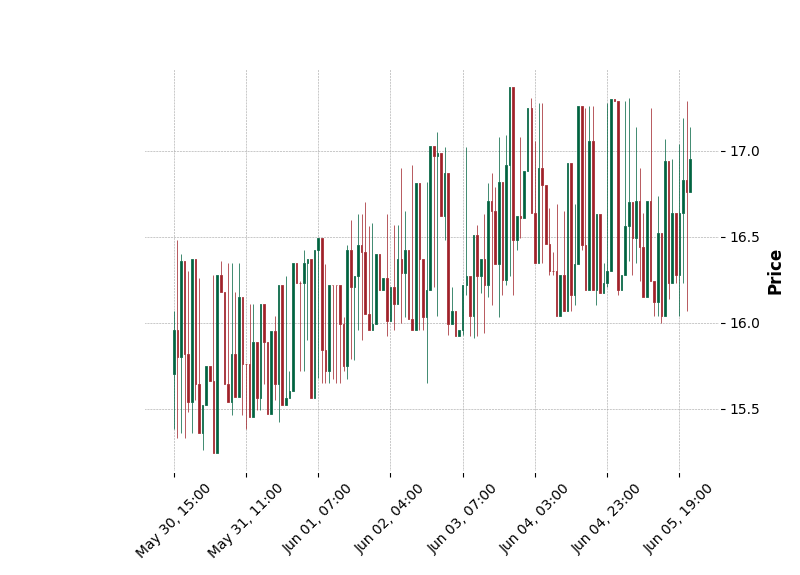 17.0
16.5
16.0
15.5
Price
May 30, 15:00
May 31, 11:00
Jun 01, 07:00
Jun 02, 04:00
Jun 03, 07:00
Jun 04, 03:00
Jun 04, 23:00
Jun 05, 19:00